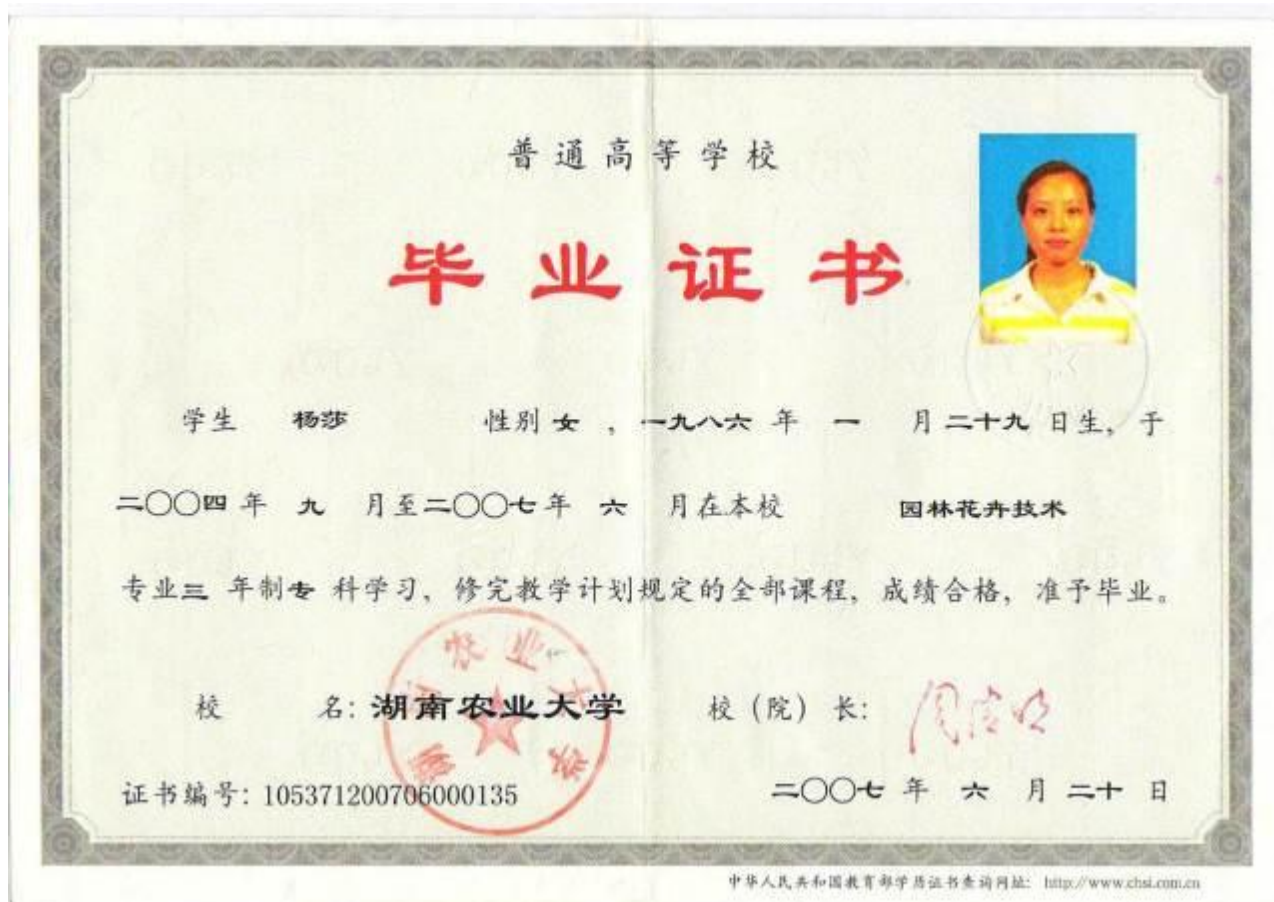 普通高等学校
毕业证书
学生 杨莎 性别 女 , 一九八六 年 一 月 二十九 日生, 于
二〇〇四 年 九 月至 二〇〇七 年 六 月在本校 园林花卉技术
专业 三 年制 专 科学习, 修完教学计划规定的全部课程, 成绩合格, 准予毕业。
校 名: 湖南农业大学 校 (院) 长:
证书编号: 105371200706000135 二〇〇七 年 六 月 二十 日
中华人民共和国教育部学历证书查询网址: http://www.chsi.com.cn